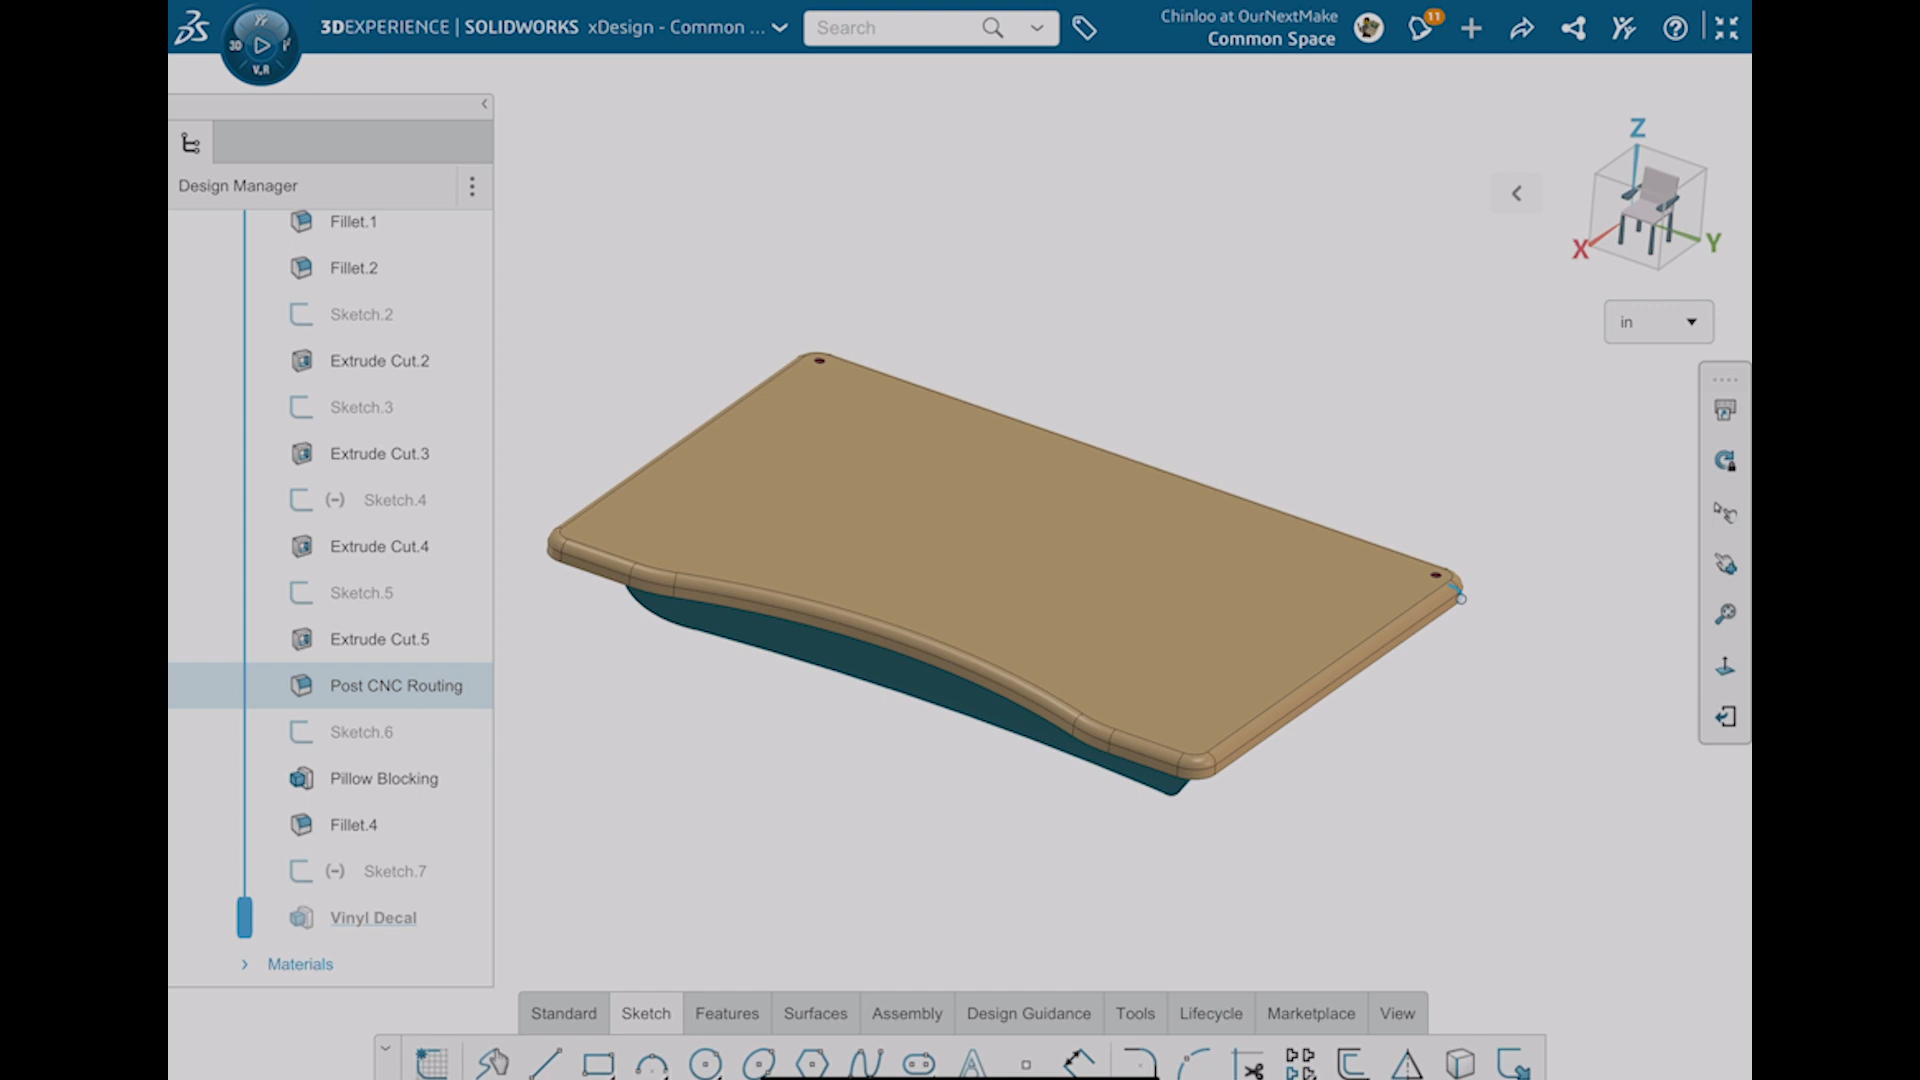 3DEXPERIENCE | SOLIDWORKS xDesign - Common ...
Search
Chinloo at OurNextMake
Common Space
11
3D
V.R
Design Manager
Fillet.1
Fillet.2
Sketch.2
Extrude Cut.2
Sketch.3
Extrude Cut.3
(-) Sketch.4
Extrude Cut.4
Sketch.5
Extrude Cut.5
Post CNC Routing
Sketch.6
Pillow Blocking
Fillet.4
(-) Sketch.7
Vinyl Decal
Materials
Z
X
Y
in
Standard
Sketch
Features
Surfaces
Assembly
Design Guidance
Tools
Lifecycle
Marketplace
View